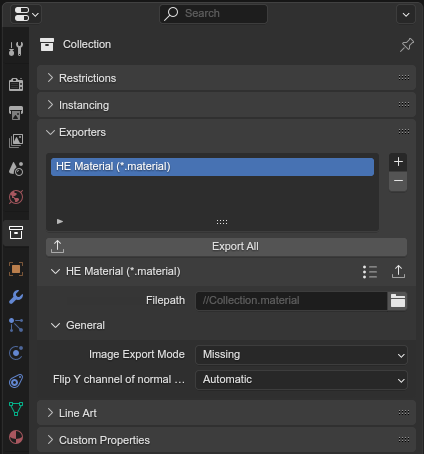 Search
Collection
Restrictions
Instancing
Exporters
HE Material (*.material)
Export All
HE Material (*.material)
Filepath //Collection.material
General
Image Export Mode Missing
Flip Y channel of normal ... Automatic
Line Art
Custom Properties